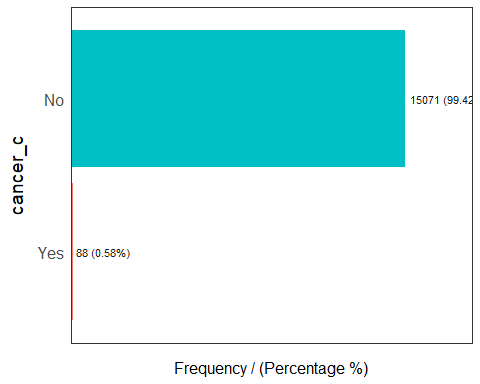 No
15071 (99.42
cancer_c
Yes
88 (0.58%)
Frequency / (Percentage %)